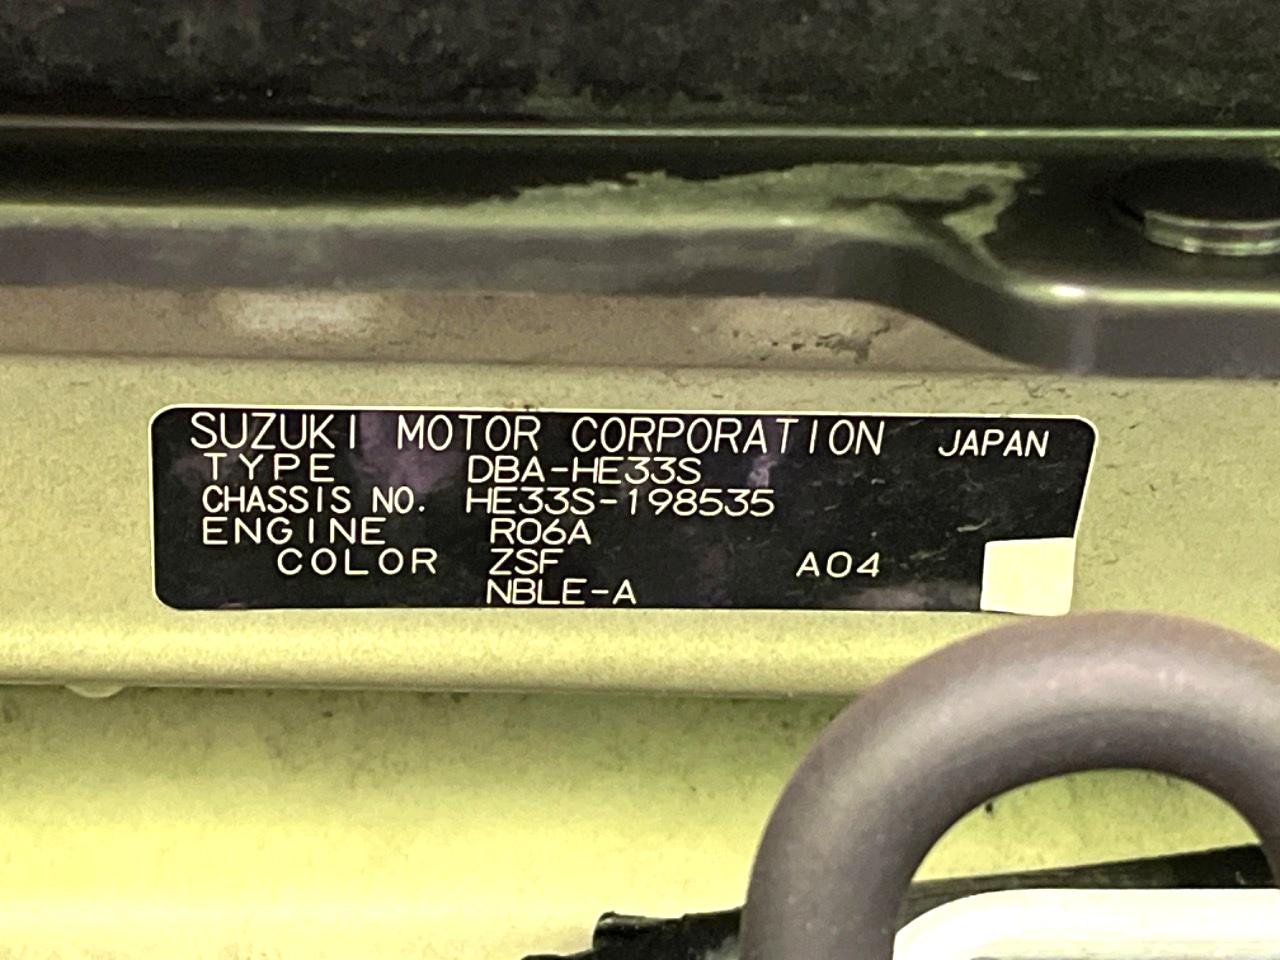 SUZUKI MOTOR CORPORATION JAPAN
TYPE DBA-HE33S
CHASSIS NO. HE33S-198535
ENGINE R06A
COLOR ZSF A04
NBLE-A